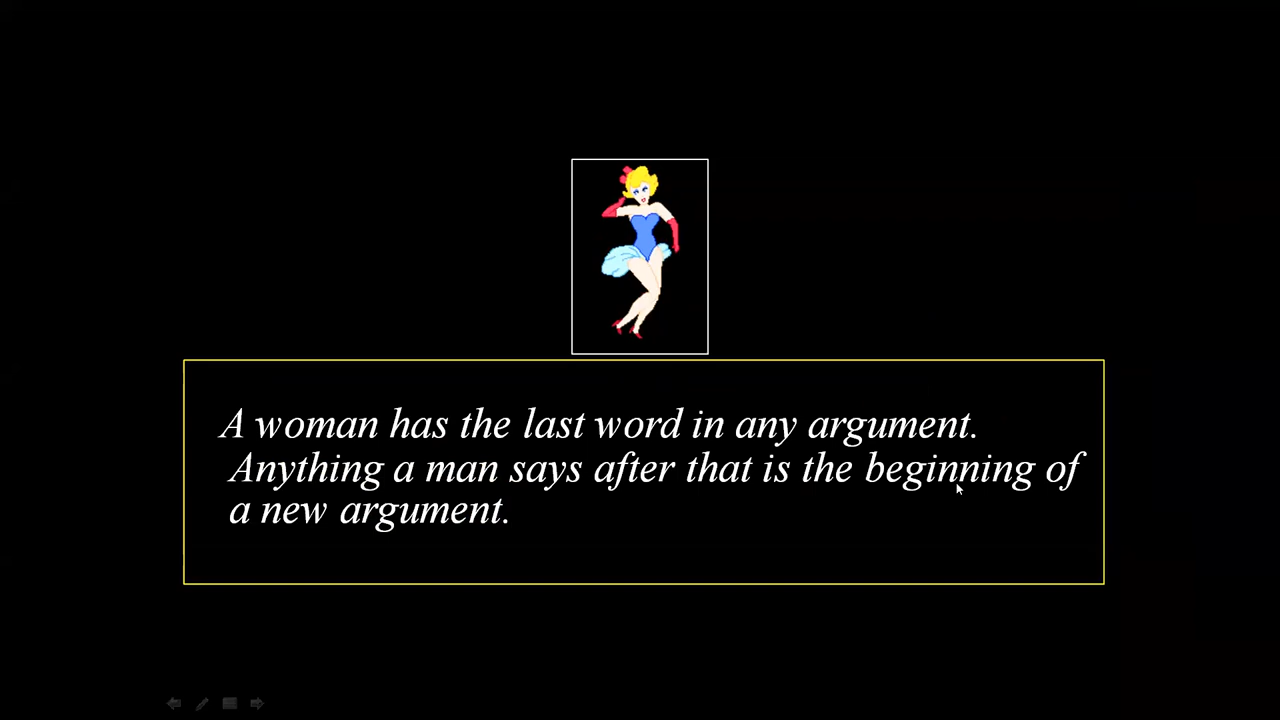 A woman has the last word in any argument.
Anything a man says after that is the beginning of
a new argument.